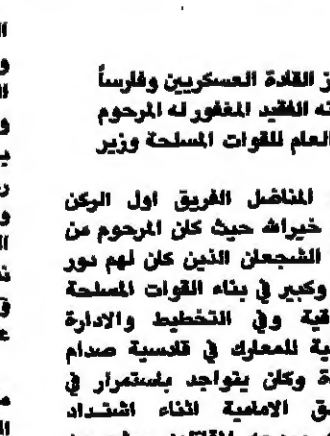 ز القادة العسكريين وفارساً
ته الفقيد المغفور له المرحوم
العام للقوات المسلحة وزير
المناضل الفريق اول الركن
خيرالله حيث كان المرحوم من
الشجعان الذين كان لهم دور
وكبير في بناء القوات المسلحة
قية وفي التخطيط والادارة
ية للمعارك في قادسية صدام
ة وكان يتواجد باستمرار في
ق الامامية اثناء اشتداد